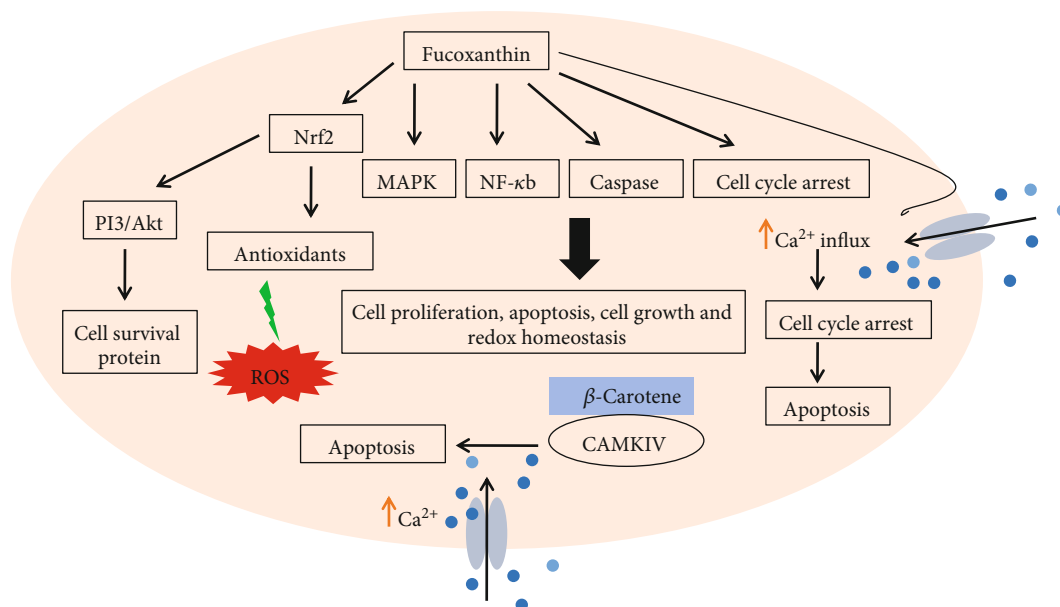 Fucoxanthin
Nrf2
MAPK
NF-κb
Caspase
Cell cycle arrest
PI3/Akt
Antioxidants
Ca²⁺ influx
Cell survival
protein
ROS
Cell proliferation, apoptosis, cell growth and
redox homeostasis
Cell cycle arrest
Apoptosis
β-Carotene
CAMKIV
Apoptosis
Ca²⁺